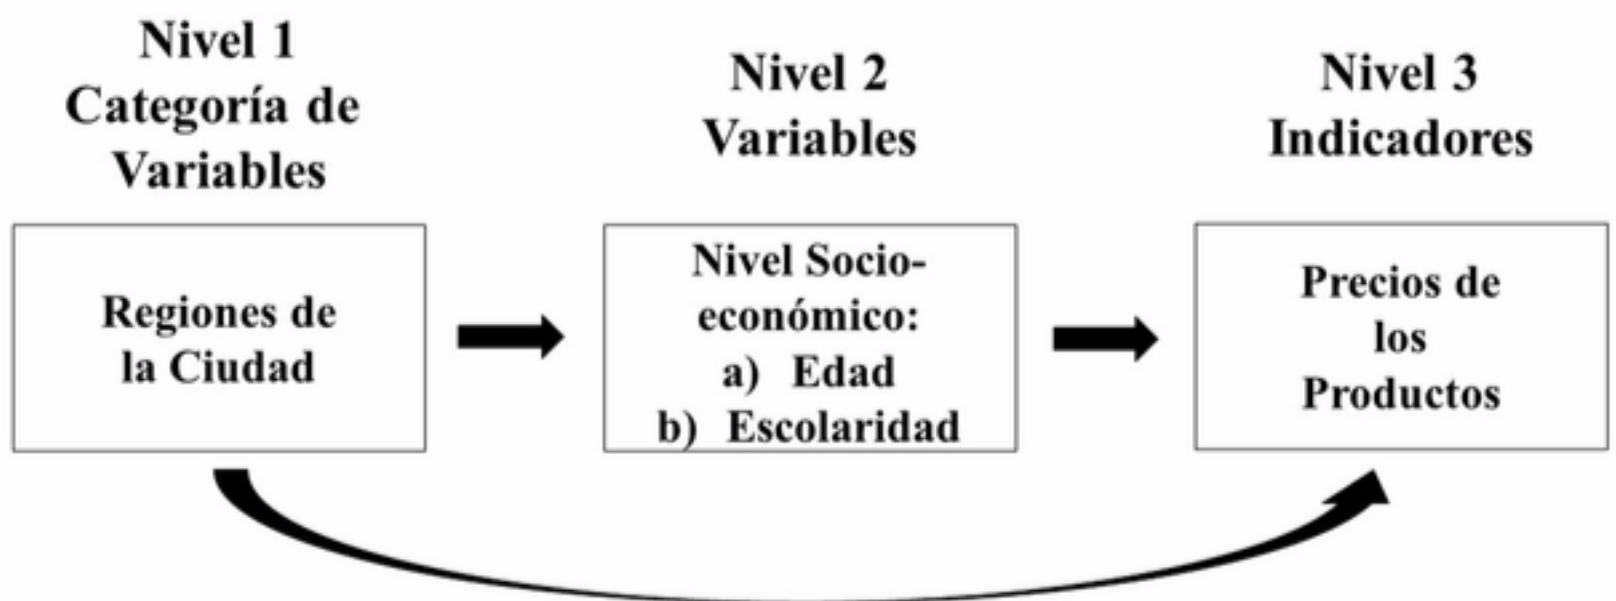 Nivel 1
Categoría de
Variables
Nivel 2
Variables
Nivel 3
Indicadores
Regiones de
la Ciudad
Nivel Socio-
económico:
a) Edad
b) Escolaridad
Precios de
los
Productos